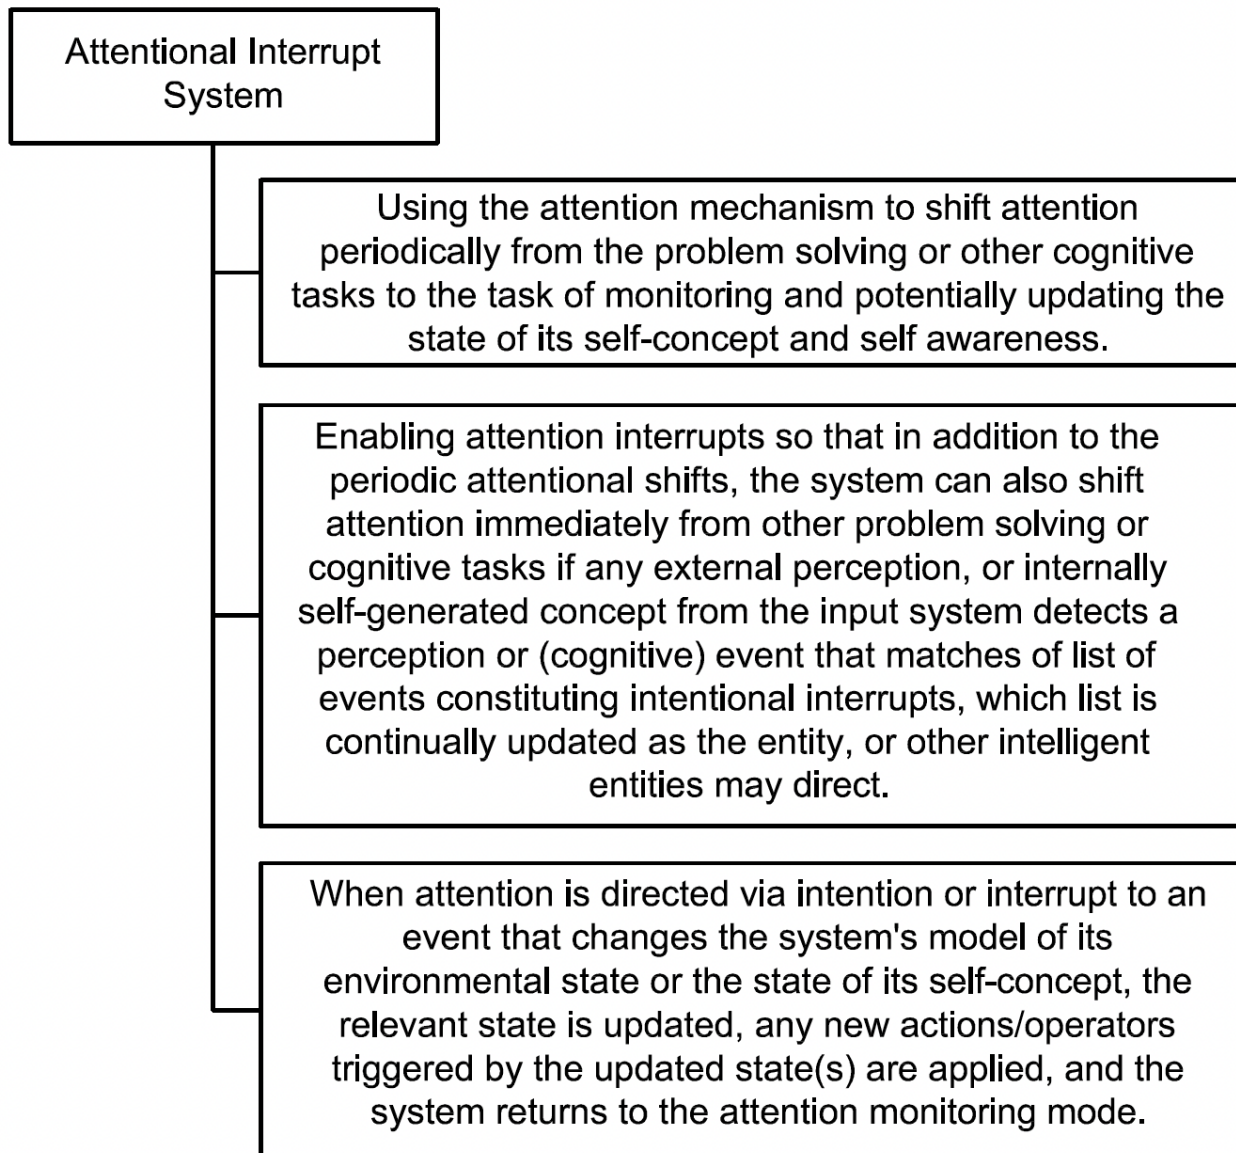 Attentional Interrupt
System
Using the attention mechanism to shift attention
periodically from the problem solving or other cognitive
tasks to the task of monitoring and potentially updating the
state of its self-concept and self awareness.
Enabling attention interrupts so that in addition to the
periodic attentional shifts, the system can also shift
attention immediately from other problem solving or
cognitive tasks if any external perception, or internally
self-generated concept from the input system detects a
perception or (cognitive) event that matches of list of
events constituting intentional interrupts, which list is
continually updated as the entity, or other intelligent
entities may direct.
When attention is directed via intention or interrupt to an
event that changes the system's model of its
environmental state or the state of its self-concept, the
relevant state is updated, any new actions/operators
triggered by the updated state(s) are applied, and the
system returns to the attention monitoring mode.